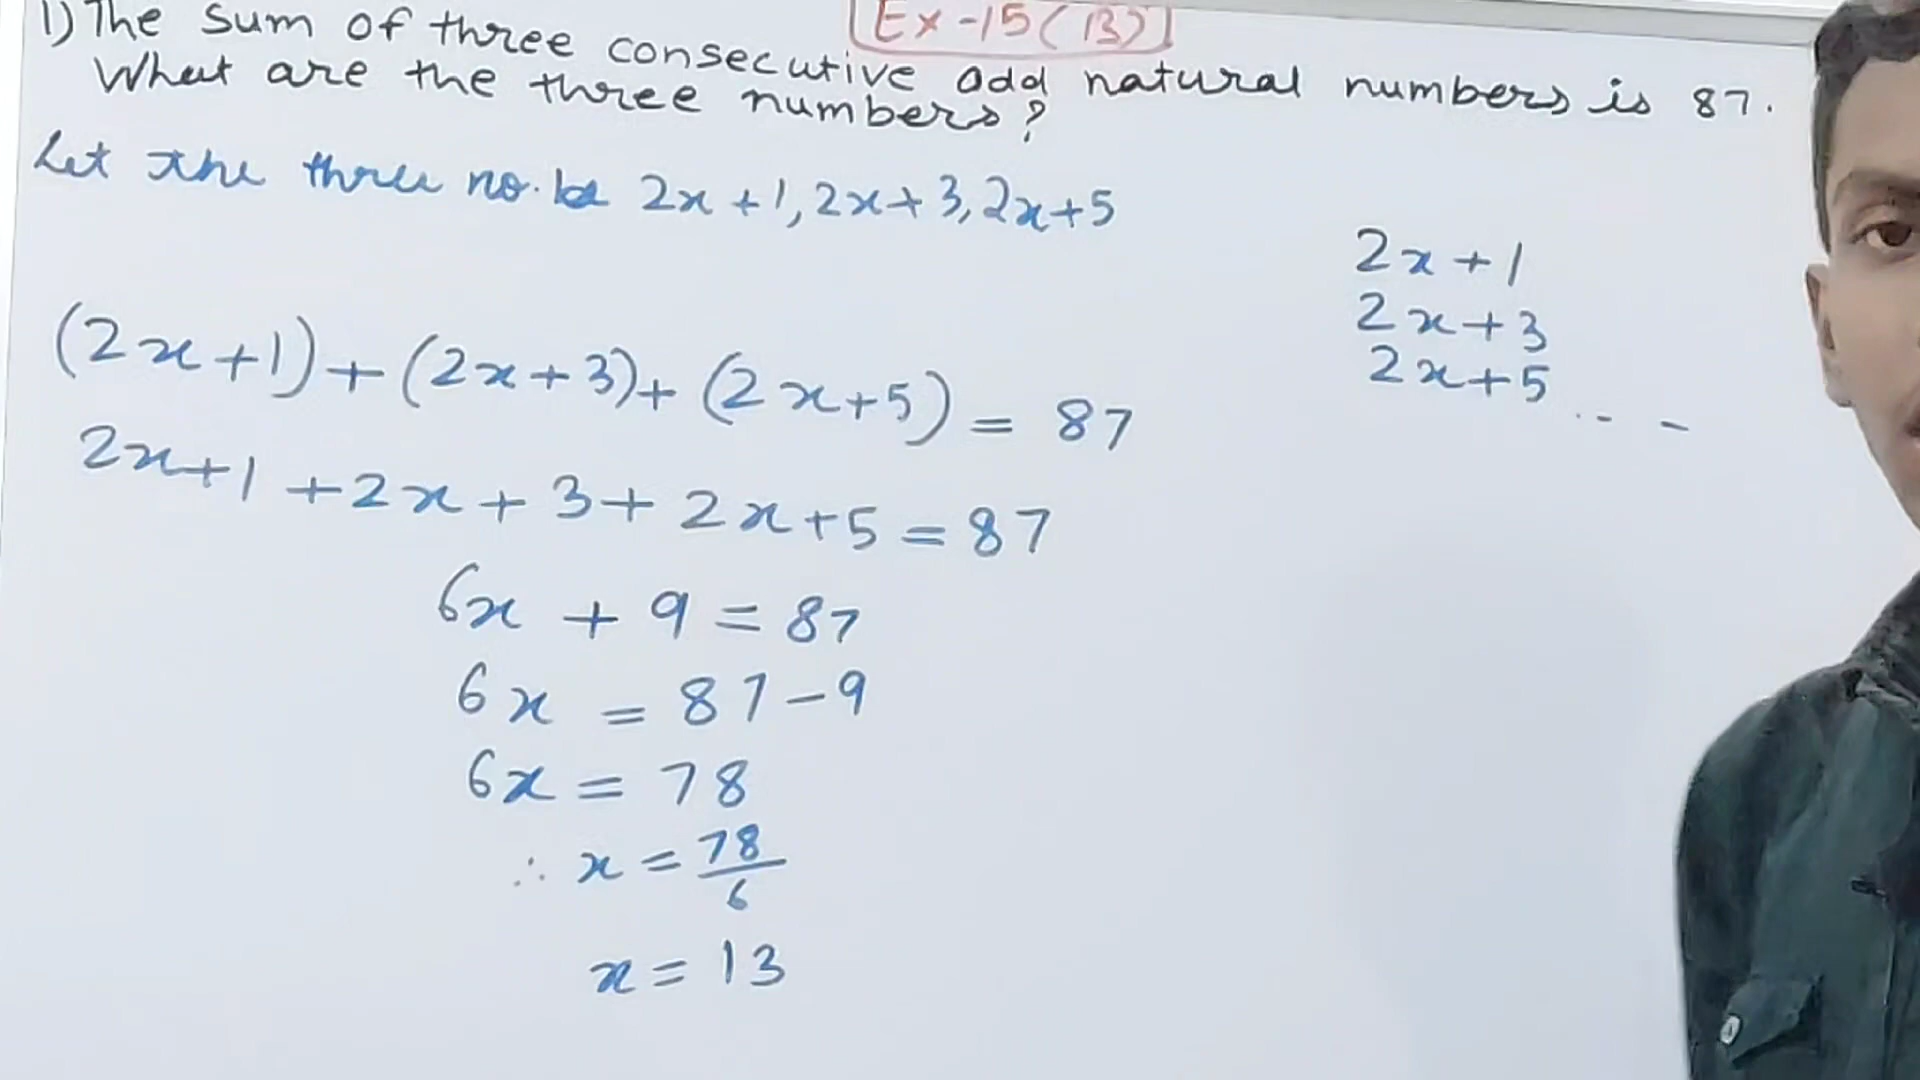 Ex-15(13)
1) The sum of three consecutive odd natural numbers is 87.
What are the three numbers?
Let the three no. be 2x+1, 2x+3, 2x+5
2x+1
2x+3
2x+5 . . -
(2x+1)+(2x+3)+(2x+5) = 87
2x+1+2x+3+2x+5=87
6x + 9 = 87
6x = 87-9
6x = 78
∴ x = 78/6
x = 13